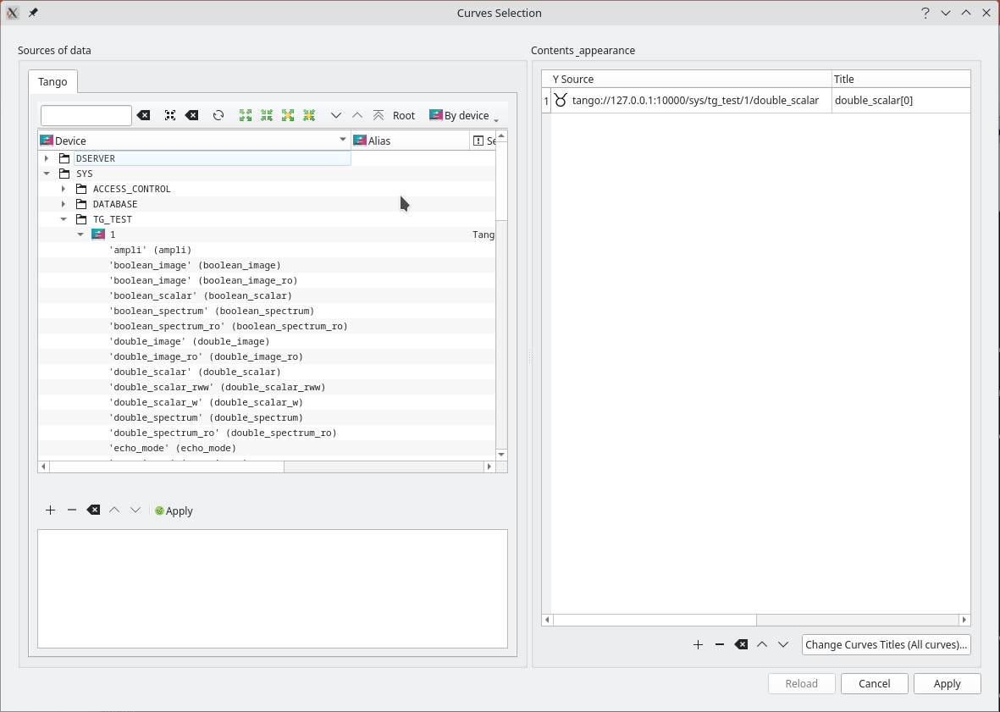 Curves Selection
Sources of data
Contents_appearance
Tango
Root
By device
Device
Alias
Se
DSERVER
SYS
ACCESS_CONTROL
DATABASE
TG_TEST
1
Tang
'ampli' (ampli)
'boolean_image' (boolean_image)
'boolean_image' (boolean_image_ro)
'boolean_scalar' (boolean_scalar)
'boolean_spectrum' (boolean_spectrum)
'boolean_spectrum_ro' (boolean_spectrum_ro)
'double_image' (double_image)
'double_image_ro' (double_image_ro)
'double_scalar' (double_scalar)
'double_scalar_rww' (double_scalar_rww)
'double_scalar_w' (double_scalar_w)
'double_spectrum' (double_spectrum)
'double_spectrum_ro' (double_spectrum_ro)
'echo_mode' (echo_mode)
Apply
Y Source
Title
1 tango://127.0.0.1:10000/sys/tg_test/1/double_scalar
double_scalar[0]
Change Curves Titles (All curves)...
Reload
Cancel
Apply